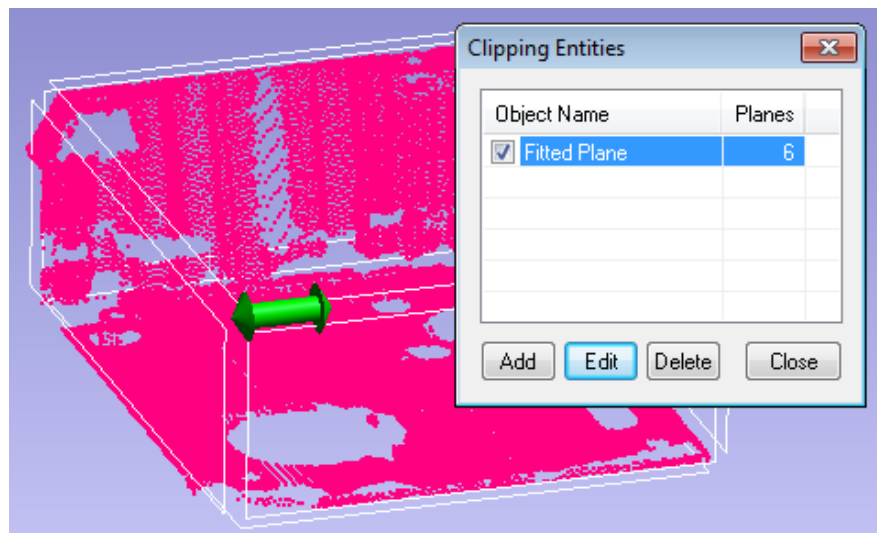 Clipping Entities
Object Name Planes
Fitted Plane 6
Add Edit Delete Close